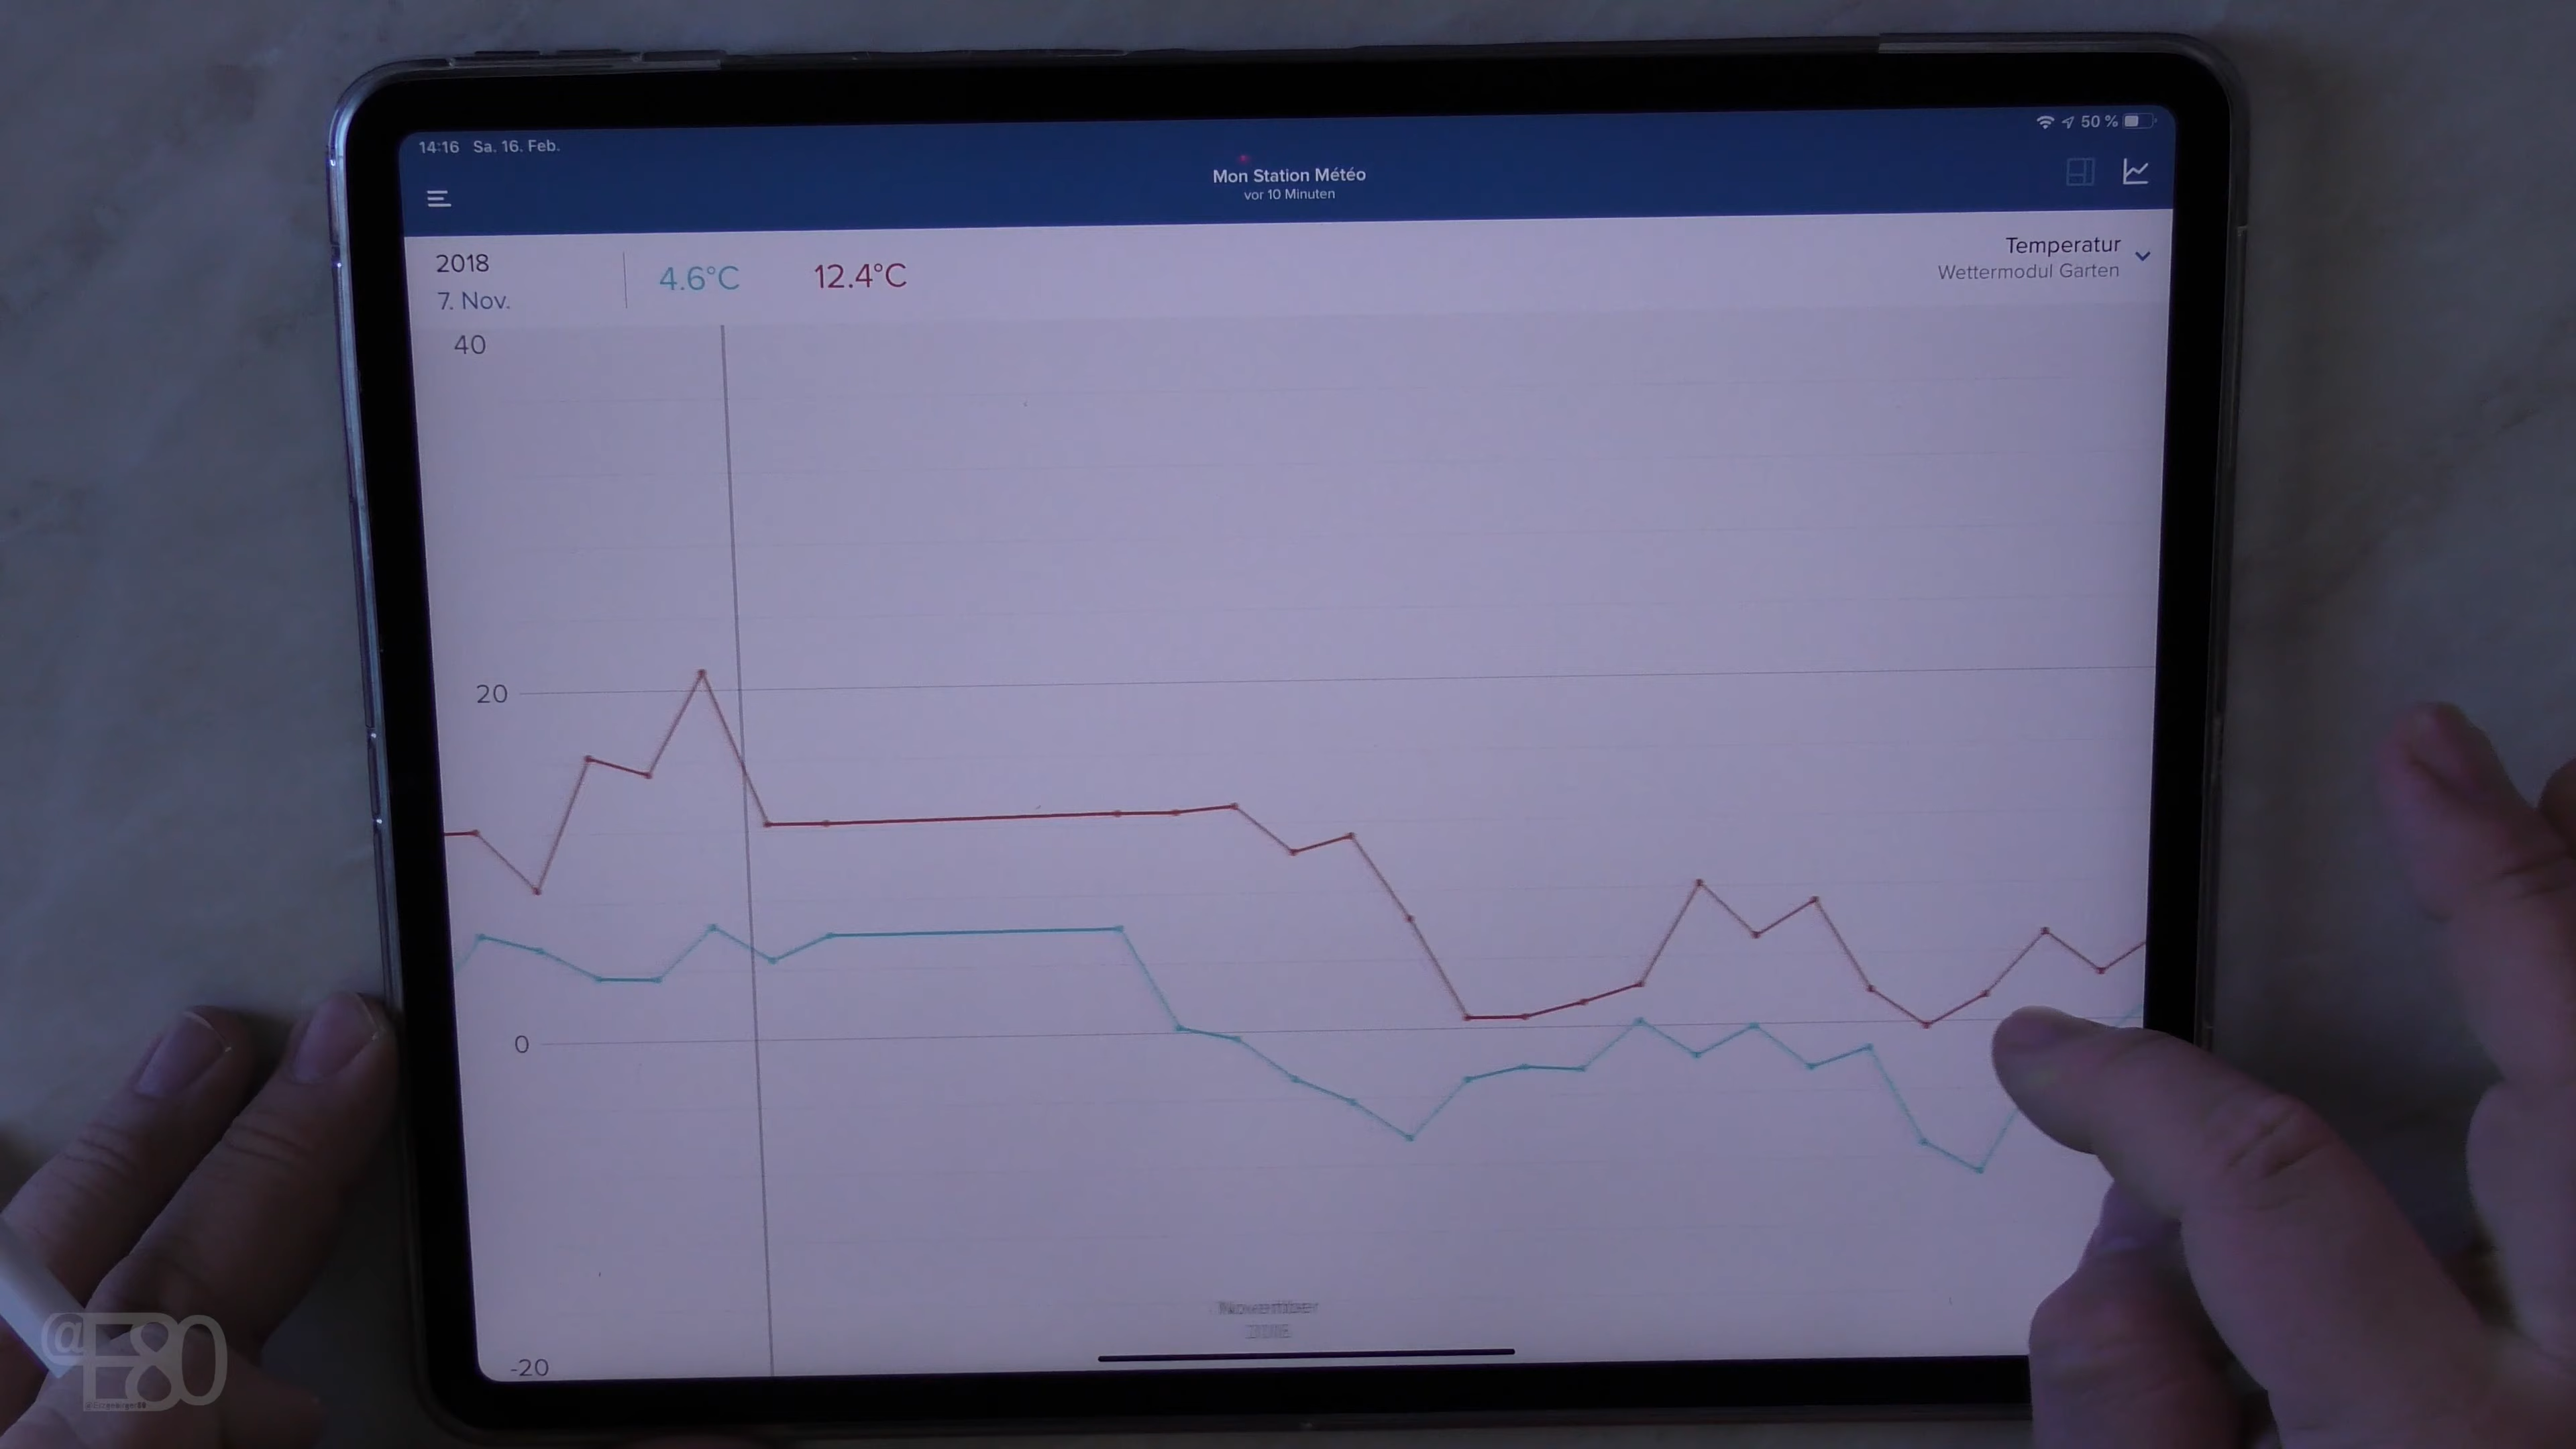 14:16 Sa. 16. Feb.
50 %
Mon Station Météo
vor 10 Minuten
2018
7. Nov.
4.6°C
12.4°C
Temperatur
Wettermodul Garten
40
20
0
-20
@E80